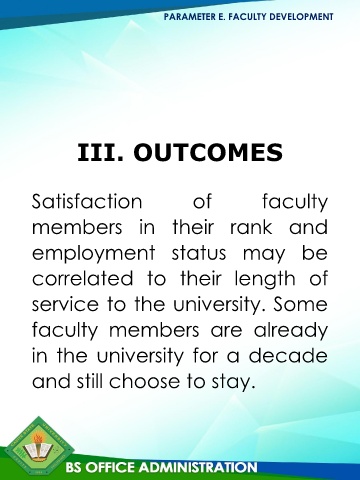 PARAMETER E. FACULTY DEVELOPMENT
III. OUTCOMES
Satisfaction of faculty
members in their rank and
employment status may be
correlated to their length of
service to the university. Some
faculty members are already
in the university for a decade
and still choose to stay.
BS OFFICE ADMINISTRATION